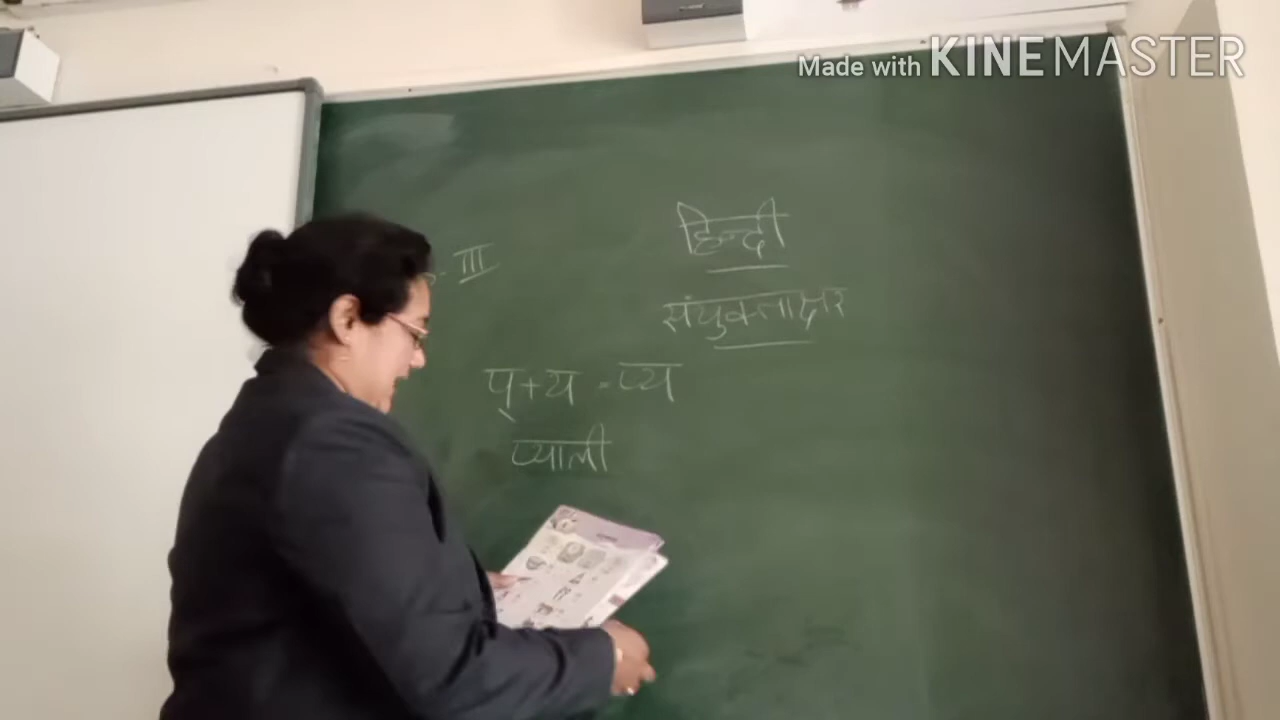 Made with KINEMASTER
हिन्दी
- III
संयुक्ताक्षर
प्+य = प्य
प्याली